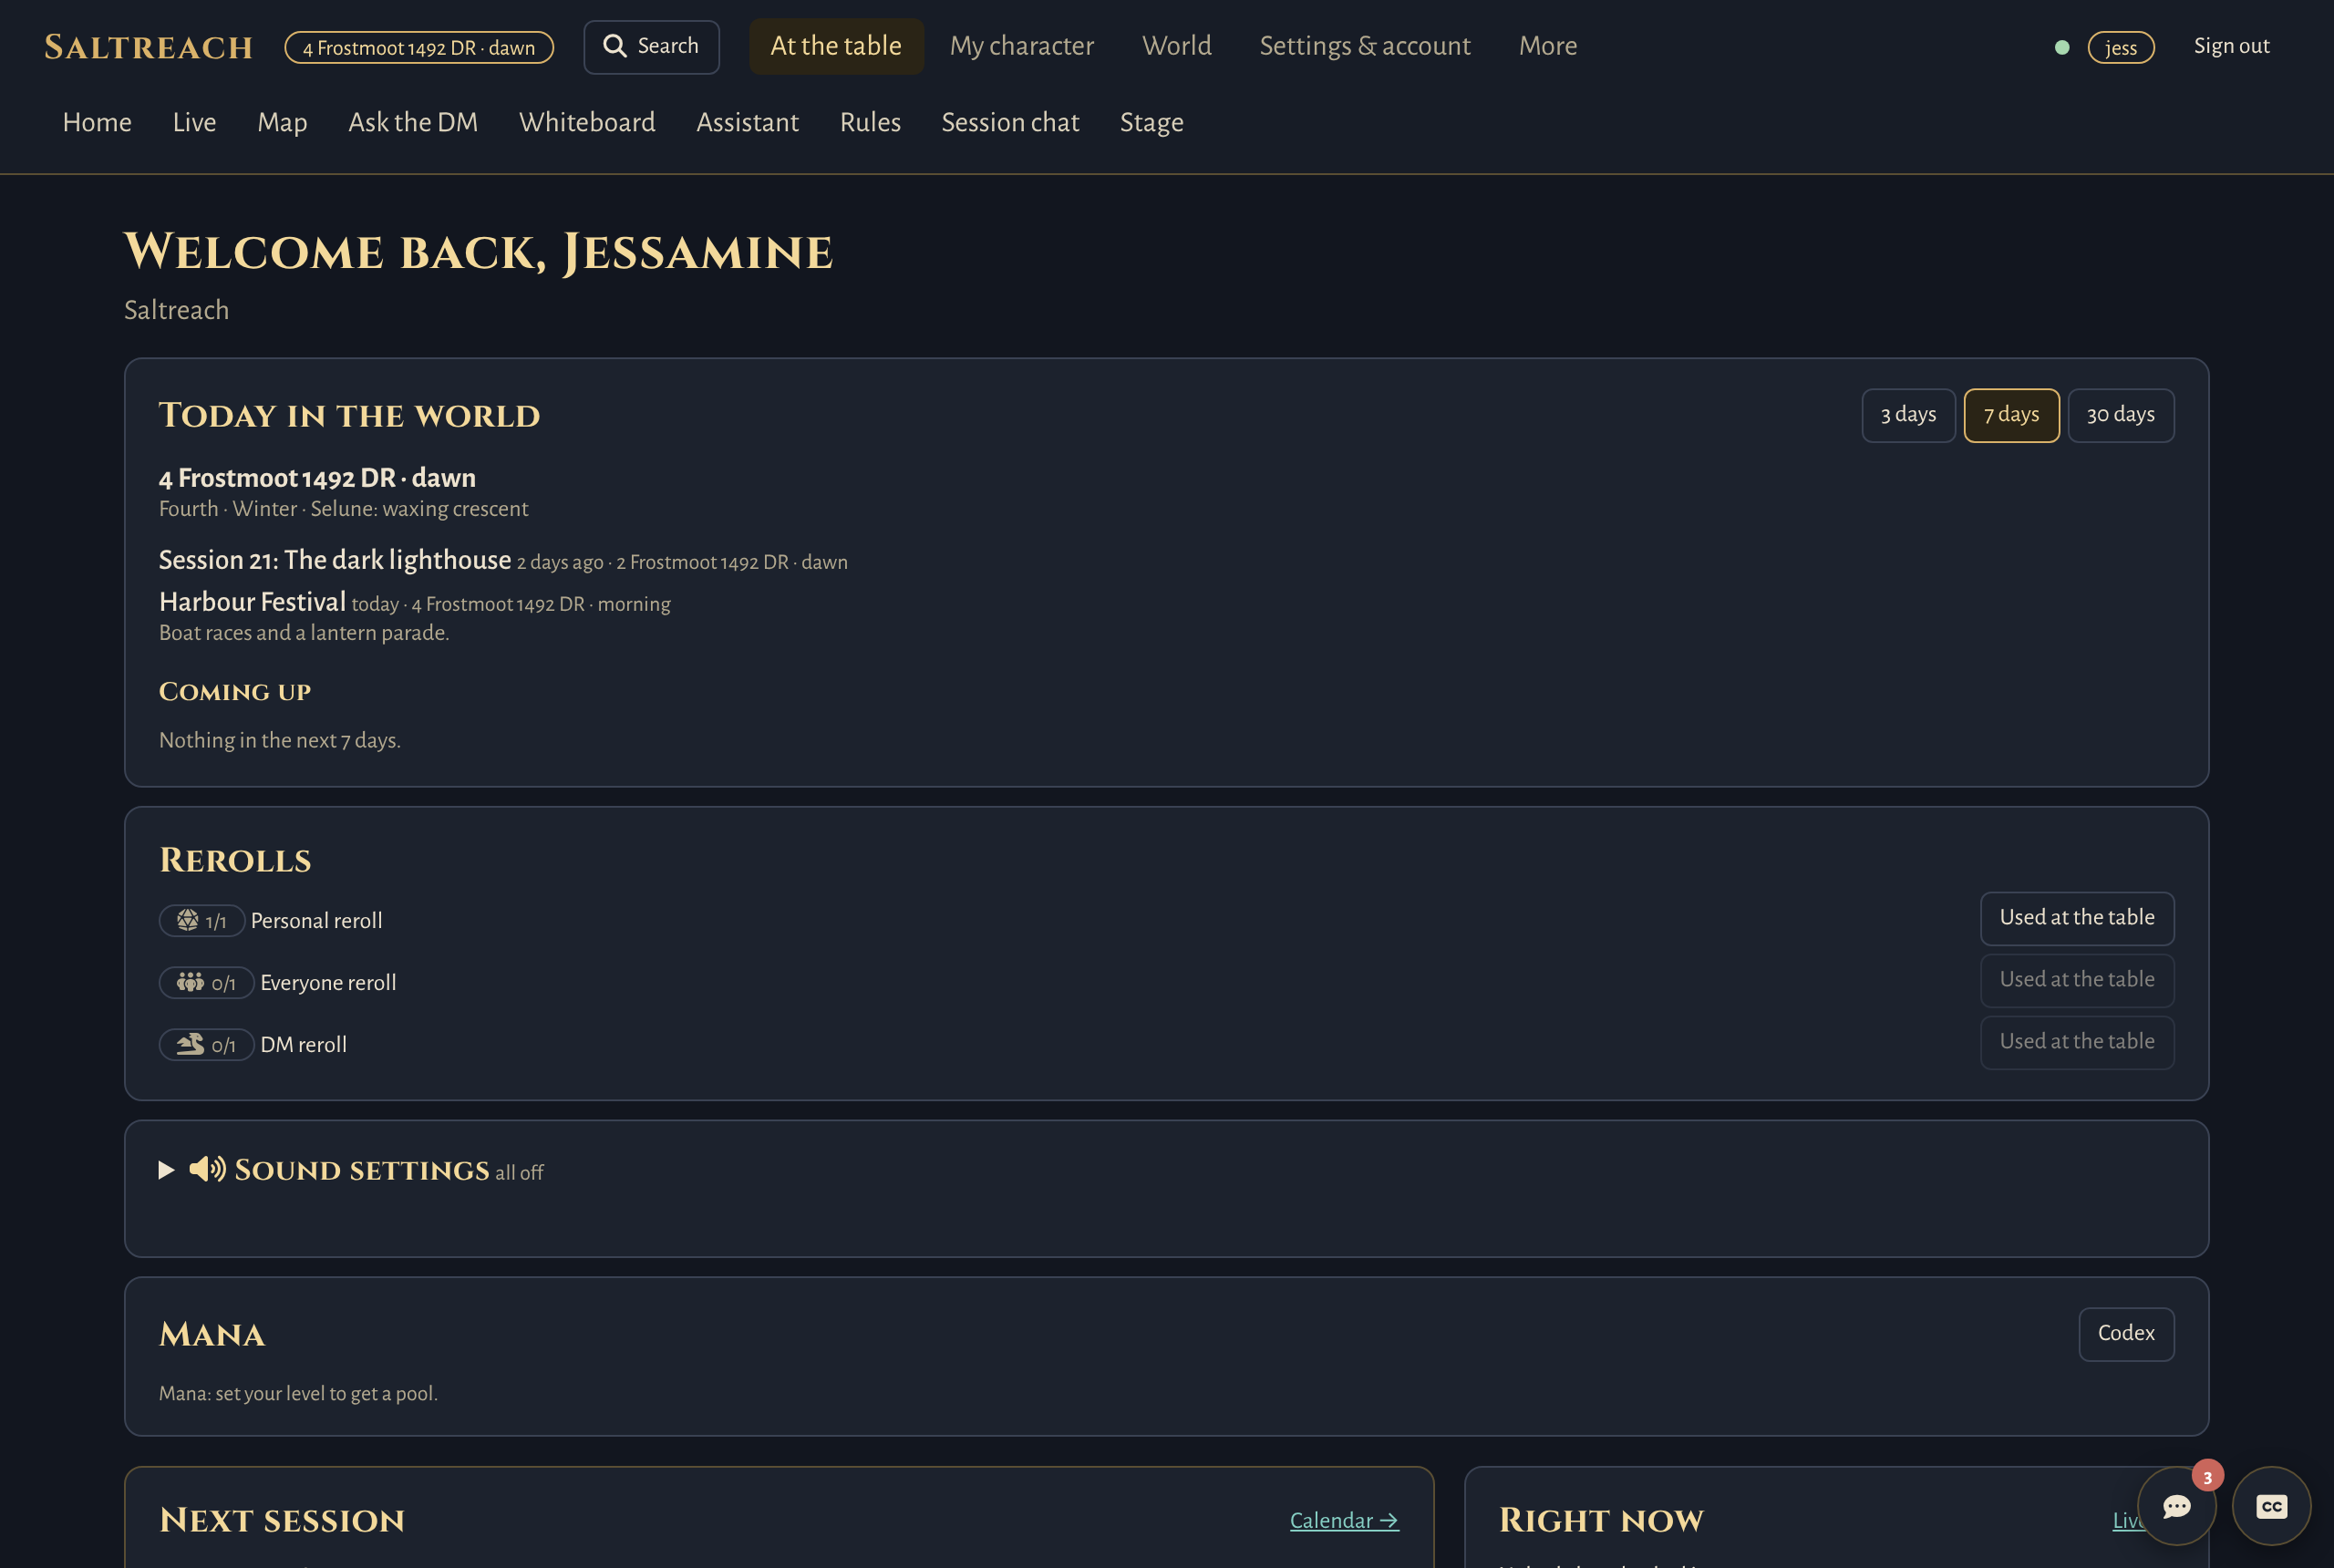 Saltreach
4 Frostmoot 1492 DR · dawn
Search
At the table
My character
World
Settings & account
More
jess
Sign out
Home
Live
Map
Ask the DM
Whiteboard
Assistant
Rules
Session chat
Stage
Welcome back, Jessamine
Saltreach
Today in the world
3 days
7 days
30 days
4 Frostmoot 1492 DR · dawn
Fourth · Winter · Selune: waxing crescent
Session 21: The dark lighthouse 2 days ago · 2 Frostmoot 1492 DR · dawn
Harbour Festival today · 4 Frostmoot 1492 DR · morning
Boat races and a lantern parade.
Coming up
Nothing in the next 7 days.
Rerolls
1/1 Personal reroll
Used at the table
0/1 Everyone reroll
Used at the table
0/1 DM reroll
Used at the table
Sound settings all off
Mana
Codex
Mana: set your level to get a pool.
Next session
Calendar →
Right now
3
CC